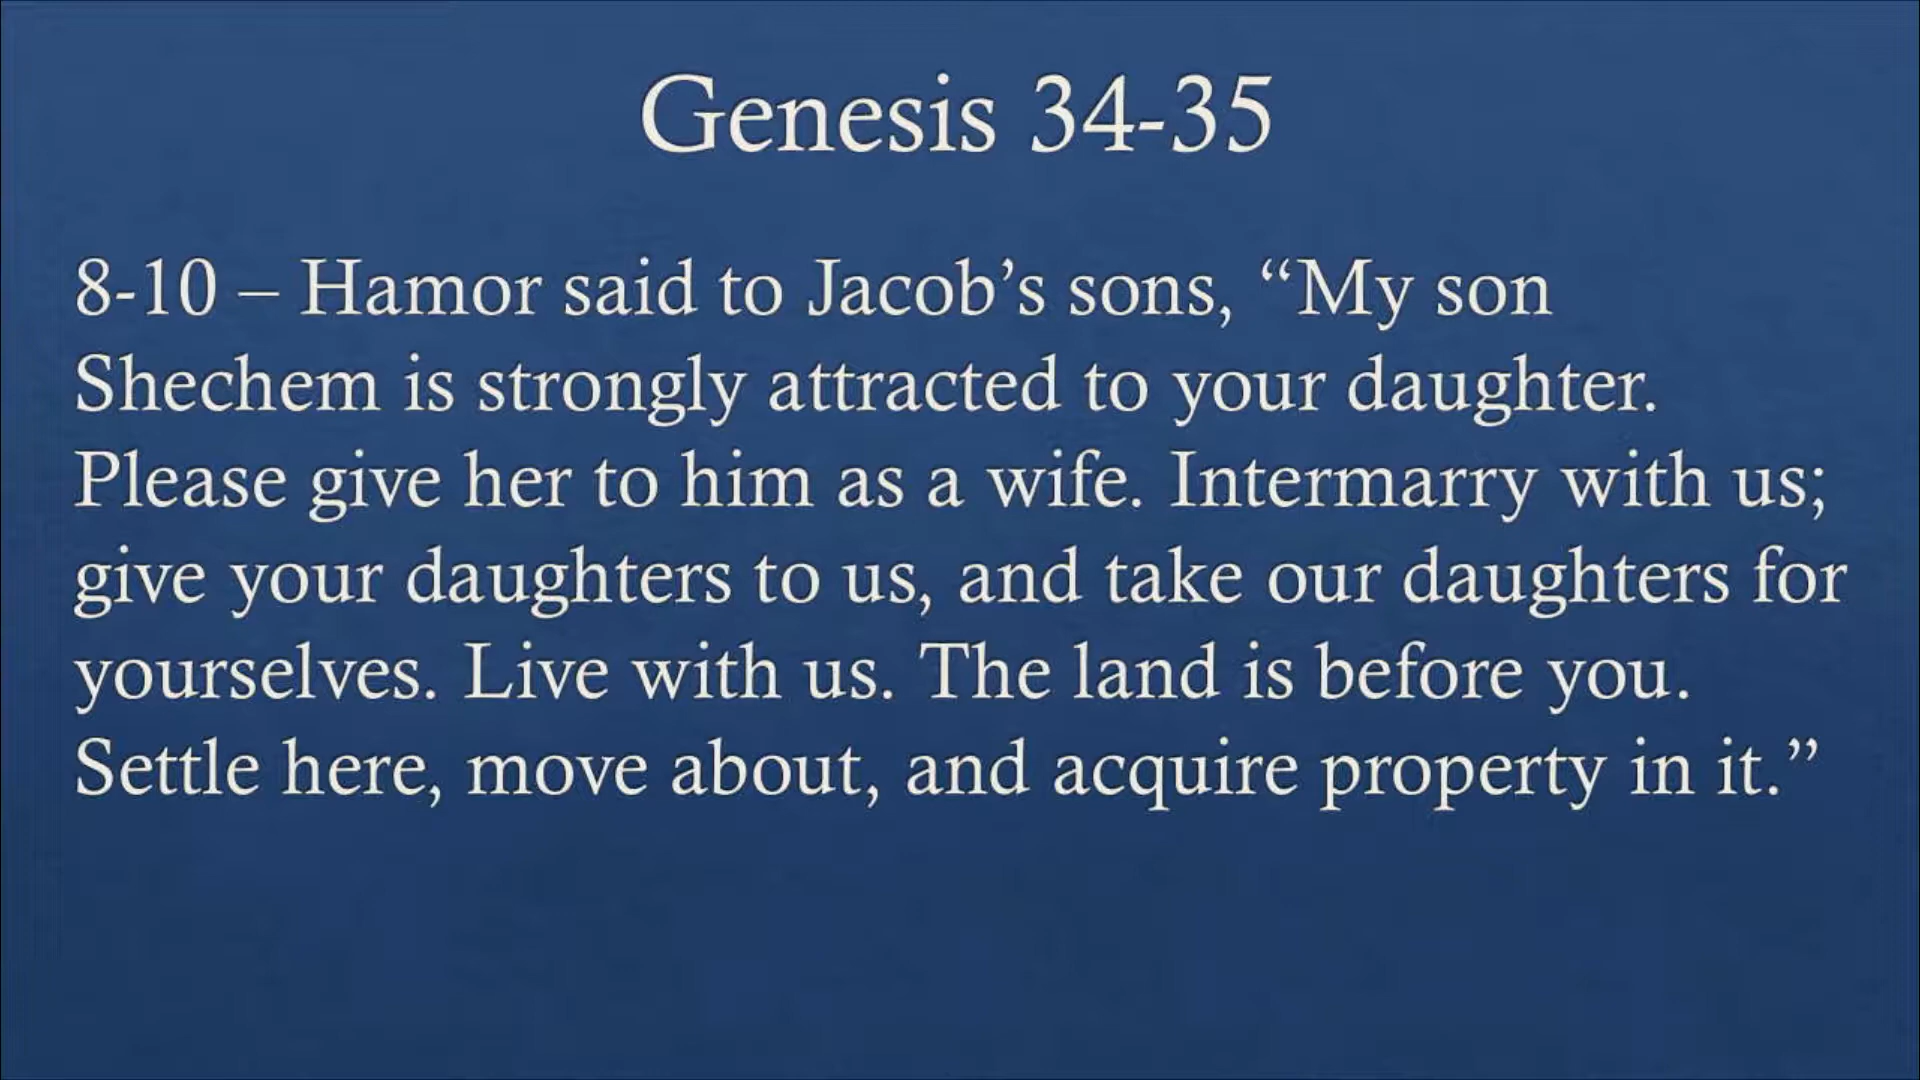 Genesis 34-35
8-10 – Hamor said to Jacob’s sons, “My son
Shechem is strongly attracted to your daughter.
Please give her to him as a wife. Intermarry with us;
give your daughters to us, and take our daughters for
yourselves. Live with us. The land is before you.
Settle here, move about, and acquire property in it.”